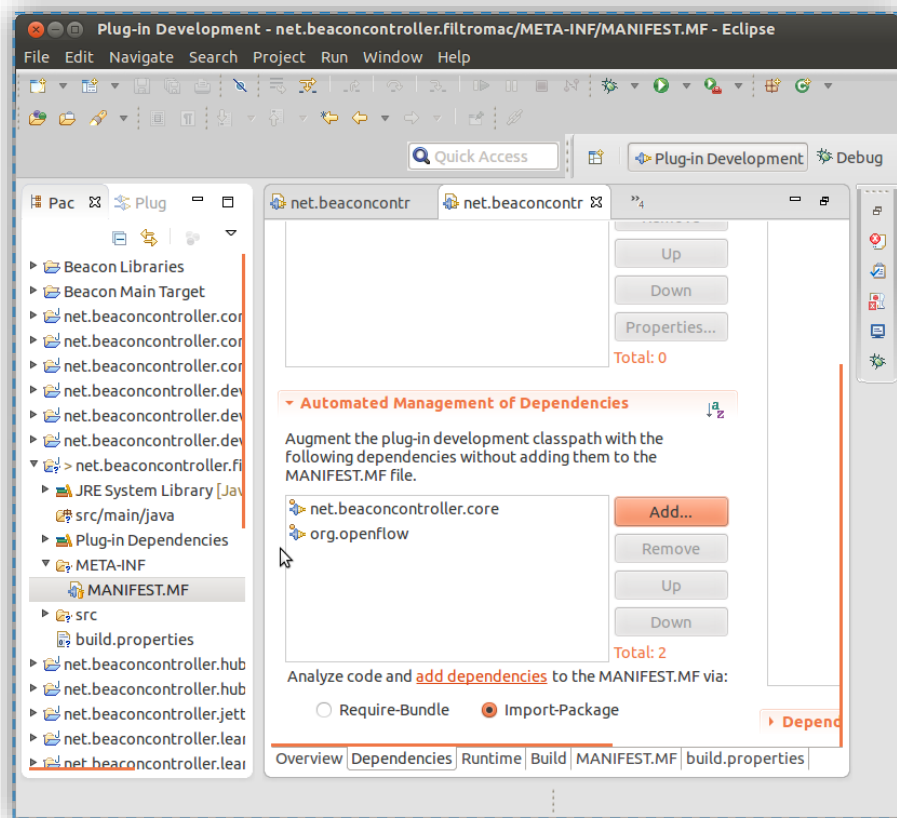 Plug-in Development - net.beaconcontroller.filtromac/META-INF/MANIFEST.MF - Eclipse
File Edit Navigate Search Project Run Window Help
Quick Access
Plug-in Development
Debug
Pac
Plug
net.beaconcontr
net.beaconcontr
»4
Beacon Libraries
Beacon Main Target
net.beaconcontroller.cor
net.beaconcontroller.cor
net.beaconcontroller.cor
net.beaconcontroller.dev
net.beaconcontroller.dev
net.beaconcontroller.dev
> net.beaconcontroller.fi
JRE System Library [Jav
src/main/java
Plug-in Dependencies
META-INF
MANIFEST.MF
src
build.properties
net.beaconcontroller.hub
net.beaconcontroller.hub
net.beaconcontroller.jett
net.beaconcontroller.lear
net.beaconcontroller.lear
Remove
Up
Down
Properties...
Total: 0
Automated Management of Dependencies
Augment the plug-in development classpath with the
following dependencies without adding them to the
MANIFEST.MF file.
net.beaconcontroller.core
org.openflow
Add...
Remove
Up
Down
Total: 2
Analyze code and add dependencies to the MANIFEST.MF via:
Require-Bundle Import-Package
Depend
Overview Dependencies Runtime Build MANIFEST.MF build.properties